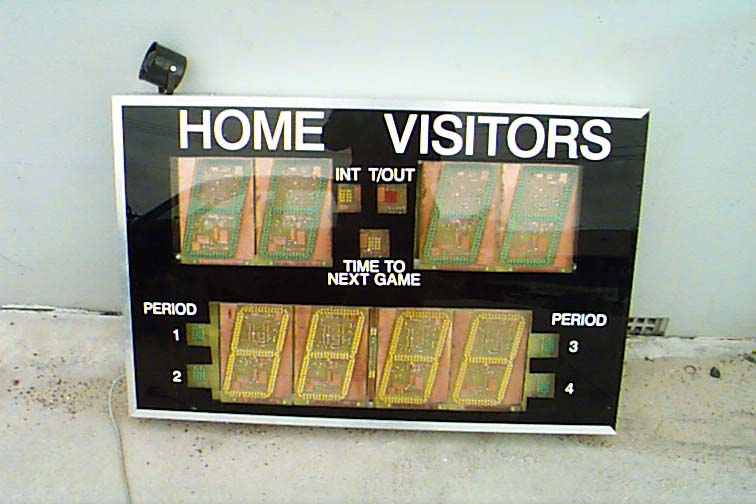 HOME VISITORS
INT T/OUT
TIME TO
NEXT GAME
PERIOD PERIOD
1 3
2 4